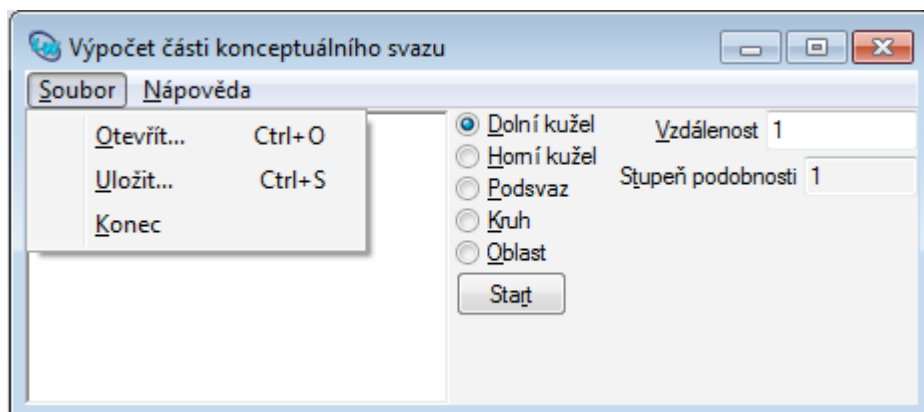 Výpočet části konceptuálního svazu
Soubor Nápověda
Otevřít... Ctrl+O
Uložit... Ctrl+S
Konec
Dolní kužel
Horní kužel
Podsvaz
Kruh
Oblast
Start
Vzdálenost 1
Stupeň podobnosti 1